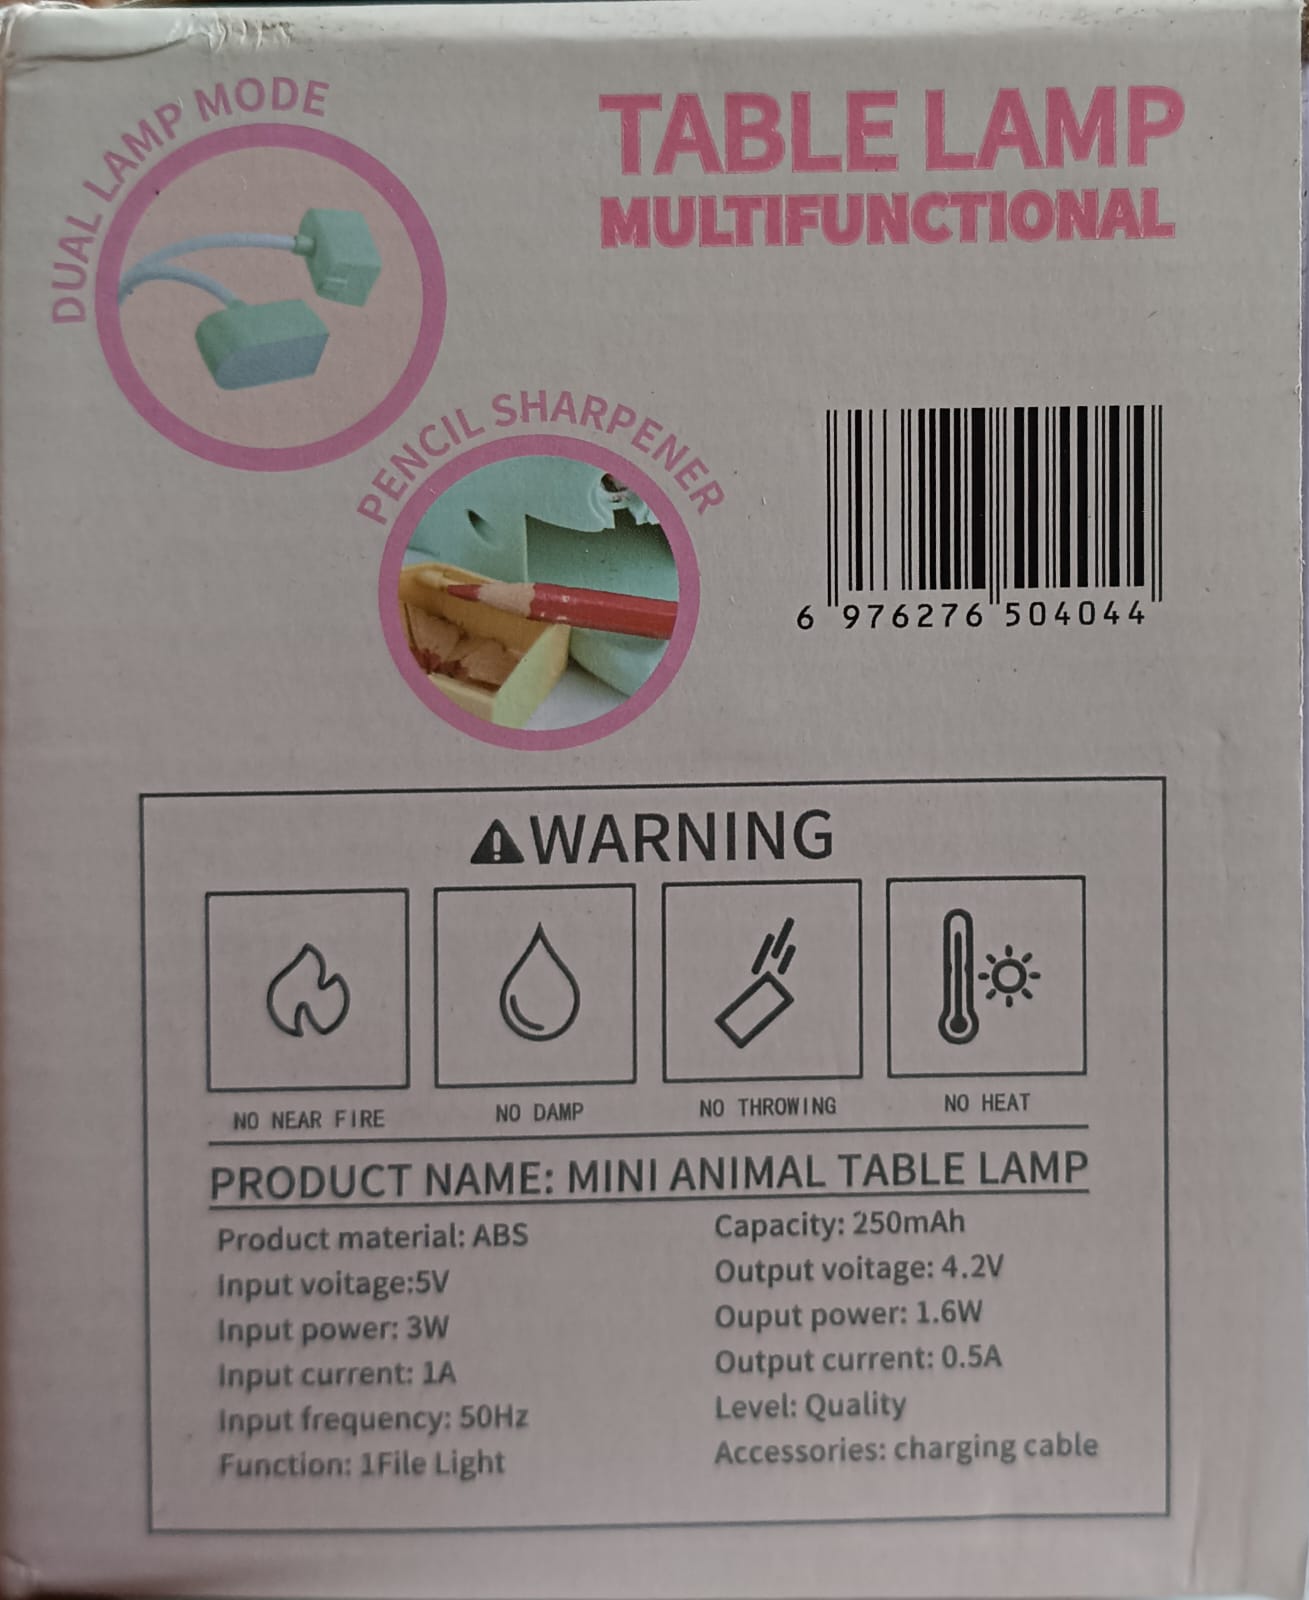 DUAL LAMP MODE
TABLE LAMP
MULTIFUNCTIONAL
PENCIL SHARPENER
6 976276 504044
WARNING
NO NEAR FIRE
NO DAMP
NO THROWING
NO HEAT
PRODUCT NAME: MINI ANIMAL TABLE LAMP
Product material: ABS
Input voitage:5V
Input power: 3W
Input current: 1A
Input frequency: 50Hz
Function: 1File Light
Capacity: 250mAh
Output voitage: 4.2V
Ouput power: 1.6W
Output current: 0.5A
Level: Quality
Accessories: charging cable